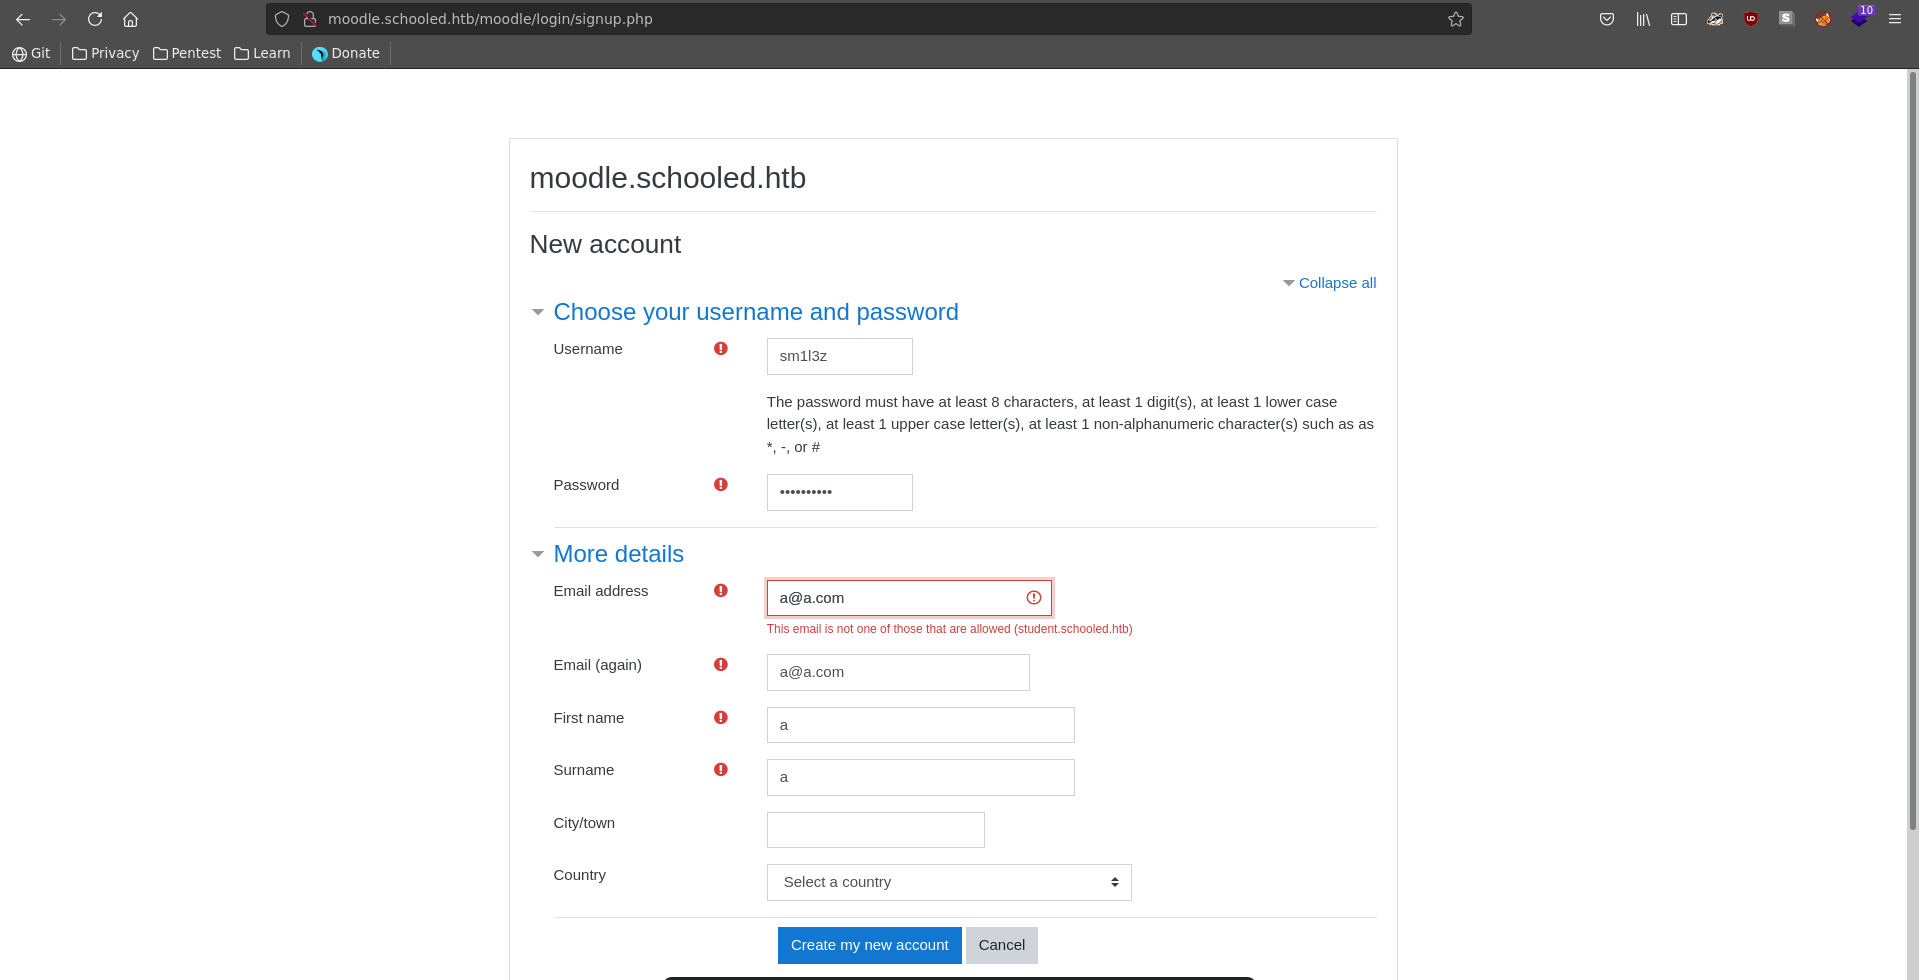 moodle.schooled.htb/moodle/login/signup.php
10
Git Privacy Pentest Learn Donate
moodle.schooled.htb
New account
Collapse all
Choose your username and password
Username
sm1l3z
The password must have at least 8 characters, at least 1 digit(s), at least 1 lower case
letter(s), at least 1 upper case letter(s), at least 1 non-alphanumeric character(s) such as as
*, -, or #
Password
••••••••••
More details
Email address
a@a.com
This email is not one of those that are allowed (student.schooled.htb)
Email (again)
a@a.com
First name
a
Surname
a
City/town
Country
Select a country
Create my new account Cancel